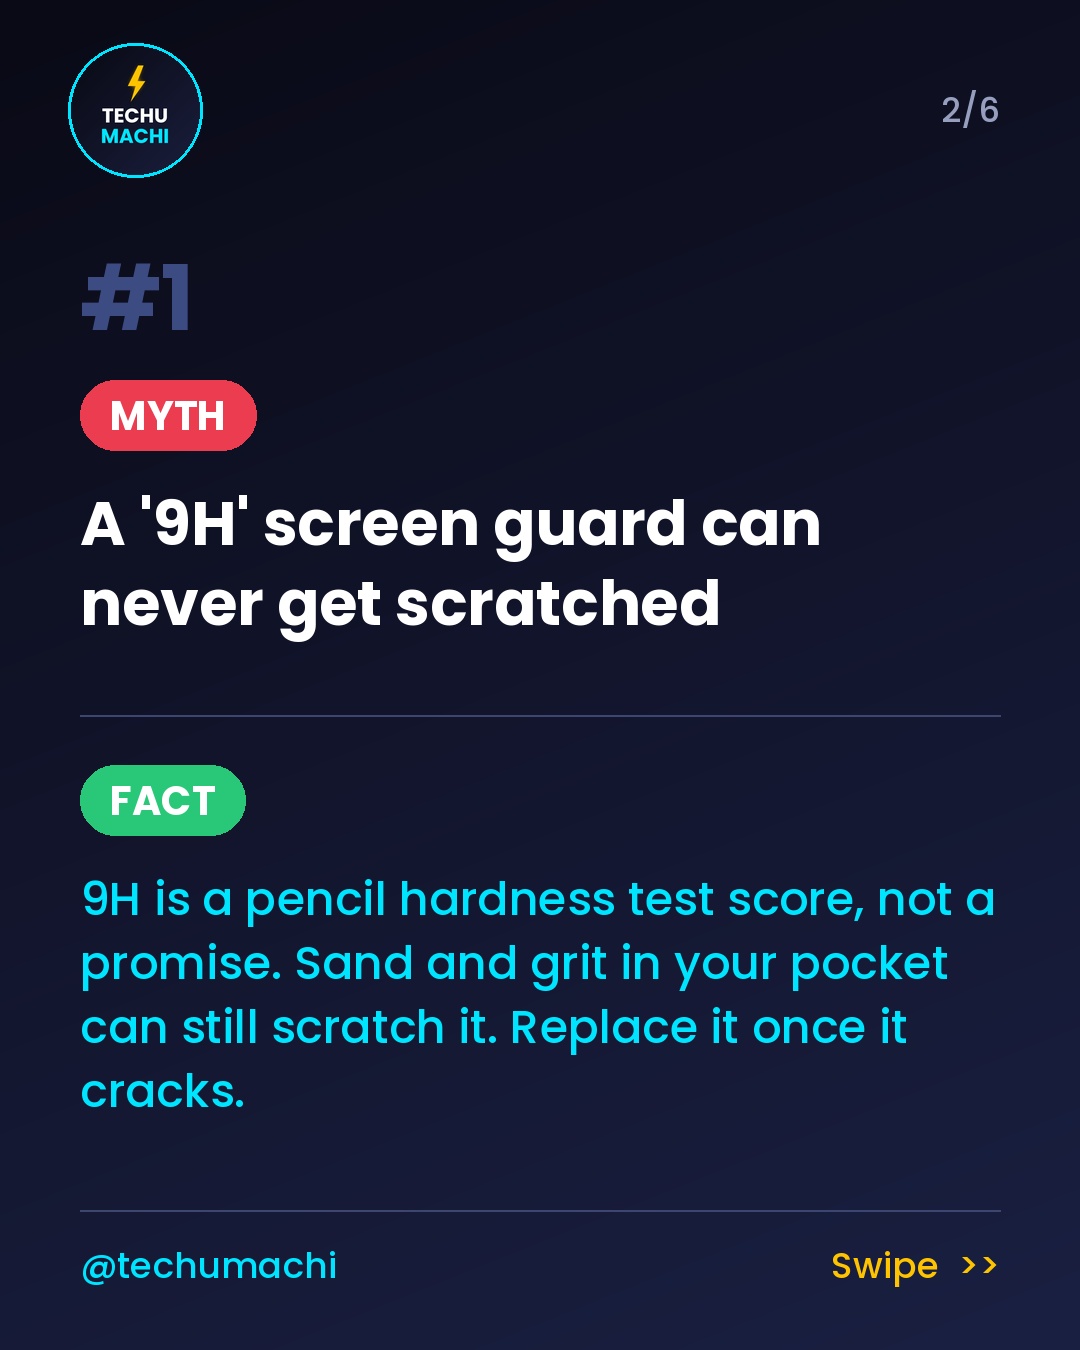 TECHU
MACHI
2/6
#1
MYTH
A '9H' screen guard can
never get scratched
FACT
9H is a pencil hardness test score, not a
promise. Sand and grit in your pocket
can still scratch it. Replace it once it
cracks.
@techumachi
Swipe >>